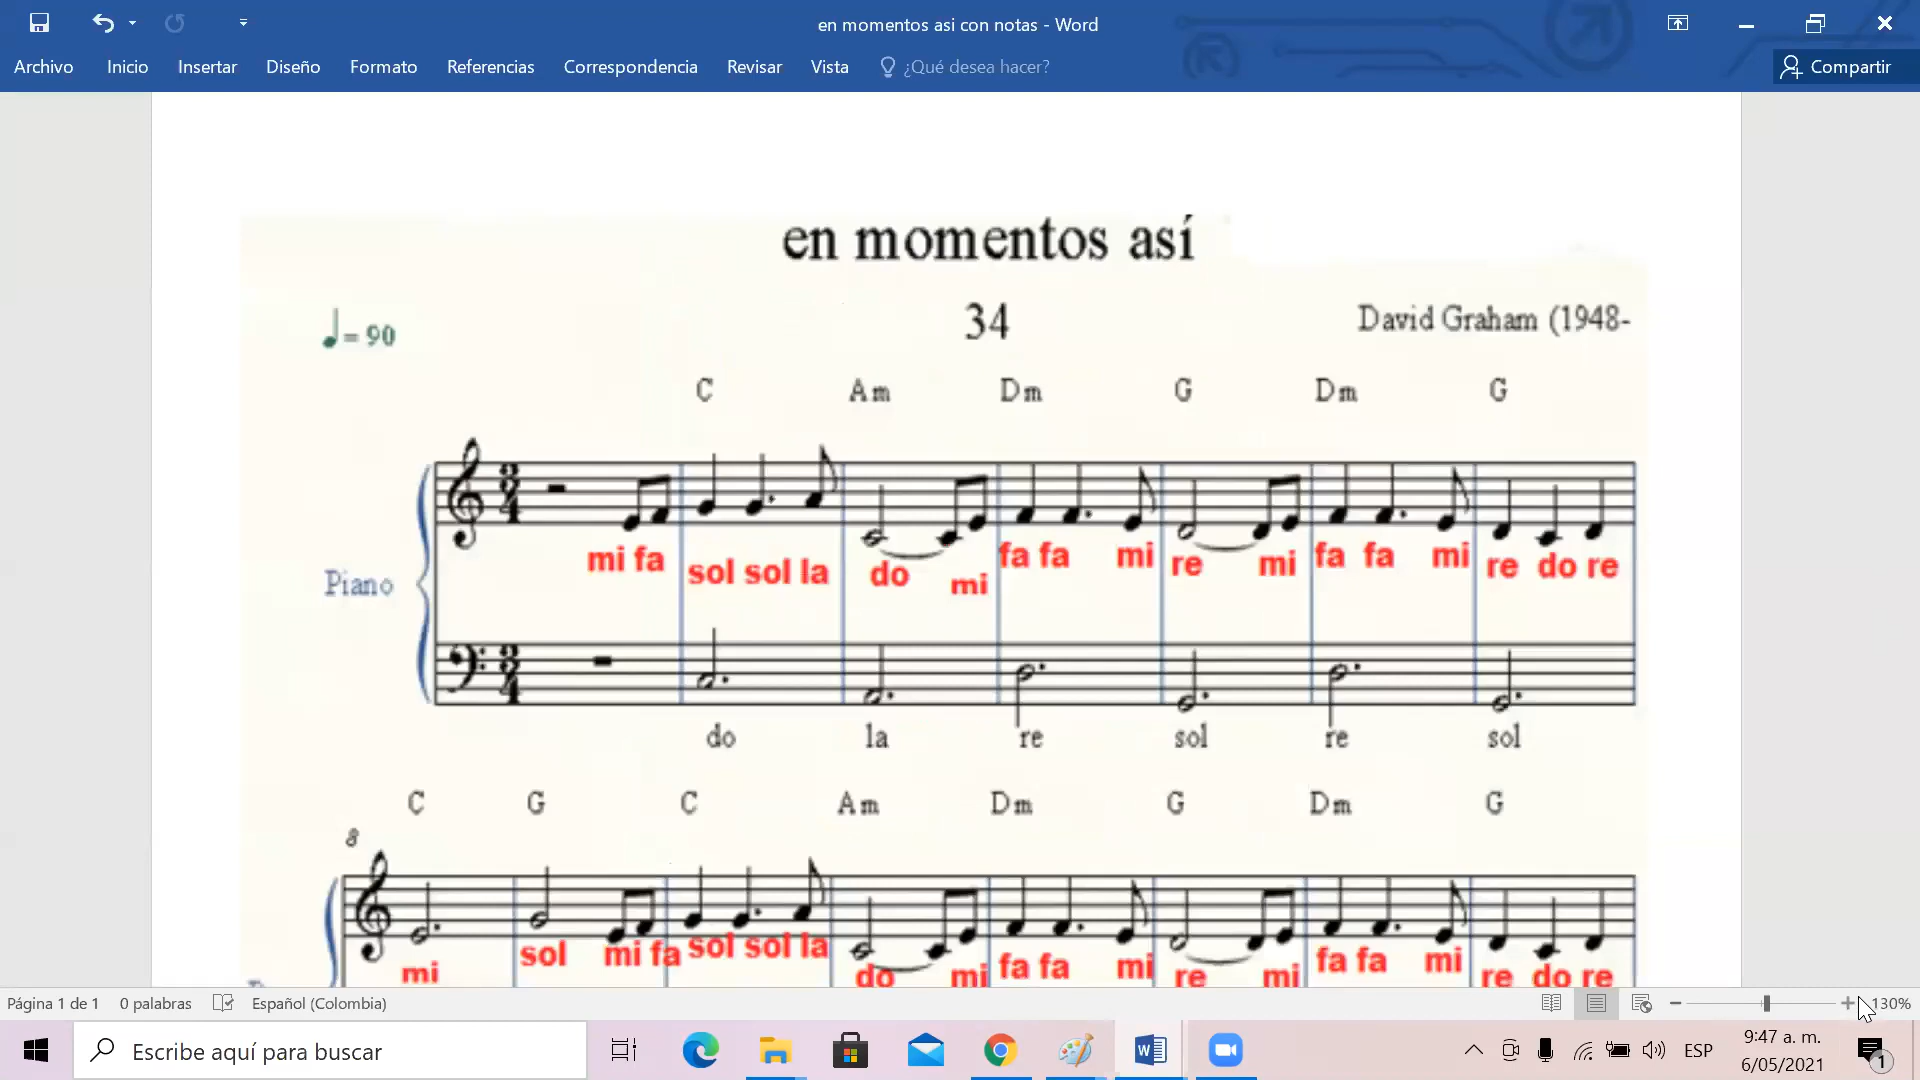 en momentos asi con notas - Word
Archivo Inicio Insertar Diseño Formato Referencias Correspondencia Revisar Vista ¿Qué desea hacer? Compartir
en momentos así
34
= 90
David Graham (1948-
C Am Dm G Dm G
3 4
mi fa sol sol la do mi fa fa mi re mi fa fa mi re do re
Piano
3 4
do la re sol re sol
C G C Am Dm G Dm G
8
mi sol mi fa sol sol la do mi fa fa mi re mi fa fa mi re do re
Página 1 de 1 0 palabras Español (Colombia) 130%
Escribe aquí para buscar
ESP
9:47 a. m.
6/05/2021
1